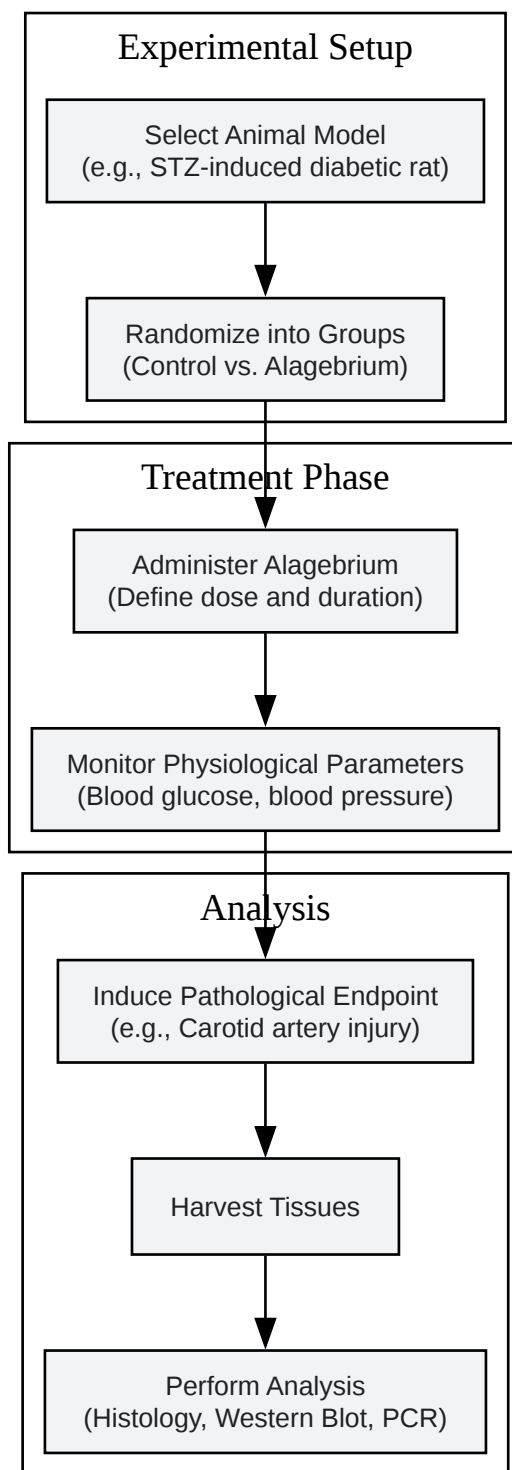 Experimental Setup
Select Animal Model
(e.g., STZ-induced diabetic rat)
Randomize into Groups
(Control vs. Alagebrium)
Treatment Phase
Administer Alagebrium
(Define dose and duration)
Monitor Physiological Parameters
(Blood glucose, blood pressure)
Analysis
Induce Pathological Endpoint
(e.g., Carotid artery injury)
Harvest Tissues
Perform Analysis
(Histology, Western Blot, PCR)